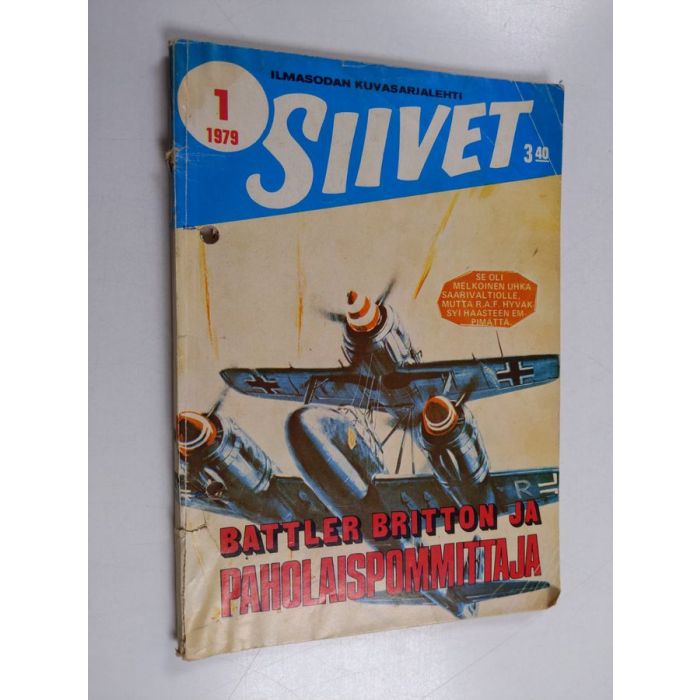 ILMASODAN KUVASARJALEHTI
1
1979
SIIVET
3 40
SE OLI
MELKOINEN UHKA
SAARIVALTIOLLE,
MUTTA R.A.F. HYVÄK-
SYI HAASTEEN EM-
PIMÄTTÄ.
R
BATTLER BRITTON JA
PAHOLAISPOMMITTAJA